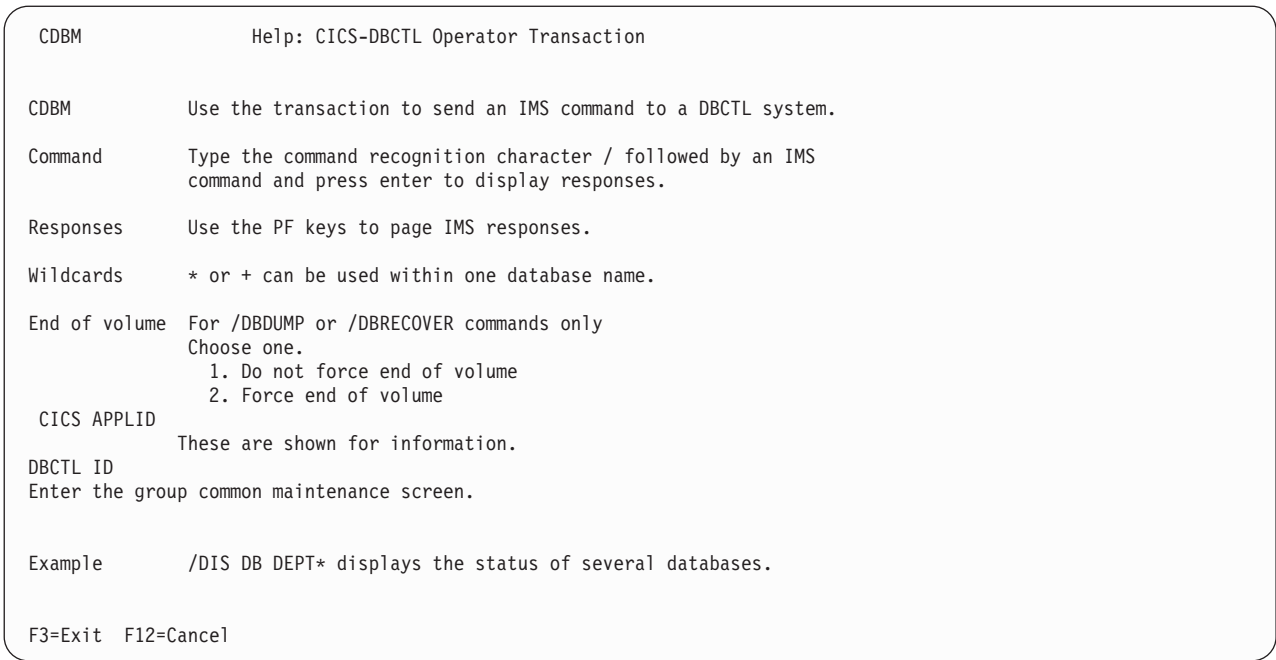 CDBM Help: CICS-DBCTL Operator Transaction
CDBM Use the transaction to send an IMS command to a DBCTL system.
Command Type the command recognition character / followed by an IMS
command and press enter to display responses.
Responses Use the PF keys to page IMS responses.
Wildcards * or + can be used within one database name.
End of volume For /DBDUMP or /DBRECOVER commands only
Choose one.
1. Do not force end of volume
2. Force end of volume
CICS APPLID
These are shown for information.
DBCTL ID
Enter the group common maintenance screen.
Example /DIS DB DEPT* displays the status of several databases.
F3=Exit F12=Cancel